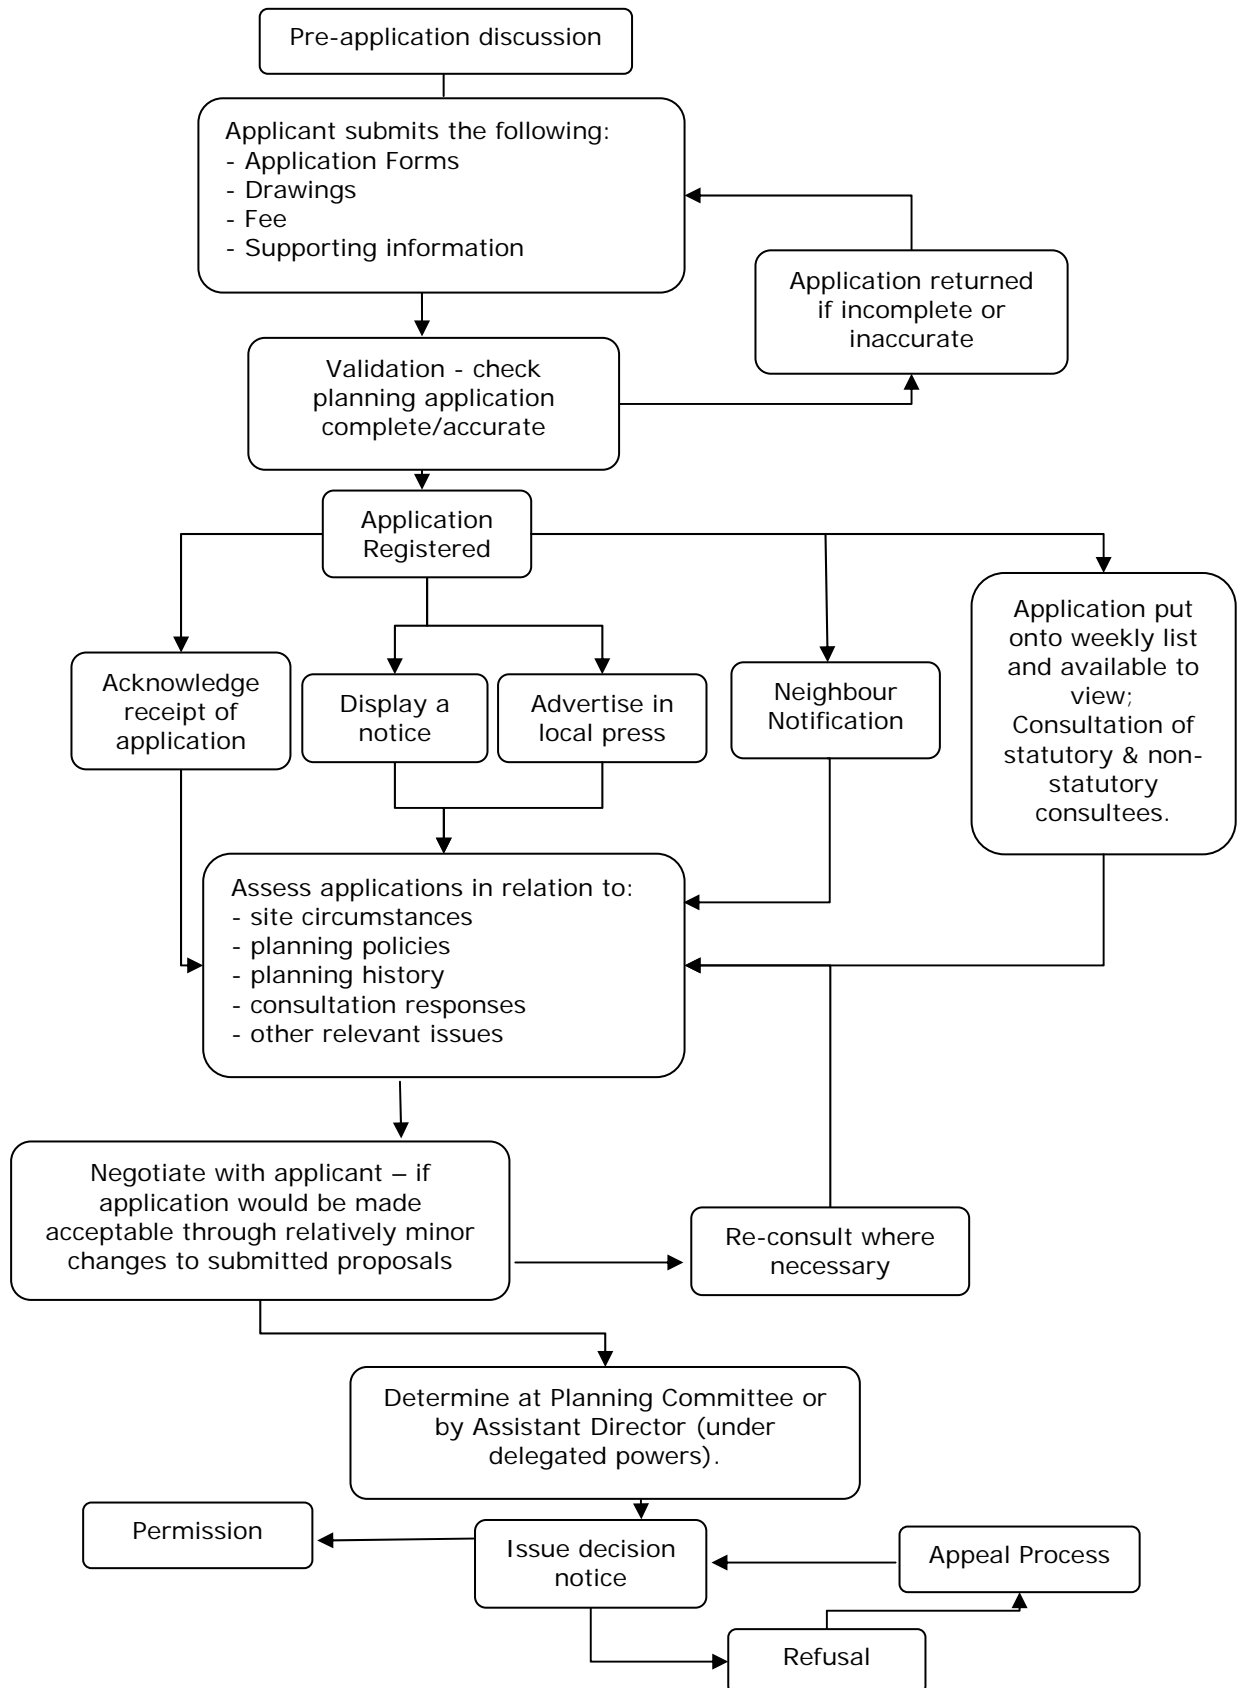 Pre-application discussion
Applicant submits the following:
- Application Forms
- Drawings
- Fee
- Supporting information
Application returned
if incomplete or
inaccurate
Validation - check
planning application
complete/accurate
Application
Registered
Acknowledge
receipt of
application
Display a
notice
Advertise in
local press
Neighbour
Notification
Application put
onto weekly list
and available to
view;
Consultation of
statutory & non-
statutory
consultees.
Assess applications in relation to:
- site circumstances
- planning policies
- planning history
- consultation responses
- other relevant issues
Negotiate with applicant – if
application would be made
acceptable through relatively minor
changes to submitted proposals
Re-consult where
necessary
Determine at Planning Committee or
by Assistant Director (under
delegated powers).
Permission
Issue decision
notice
Appeal Process
Refusal